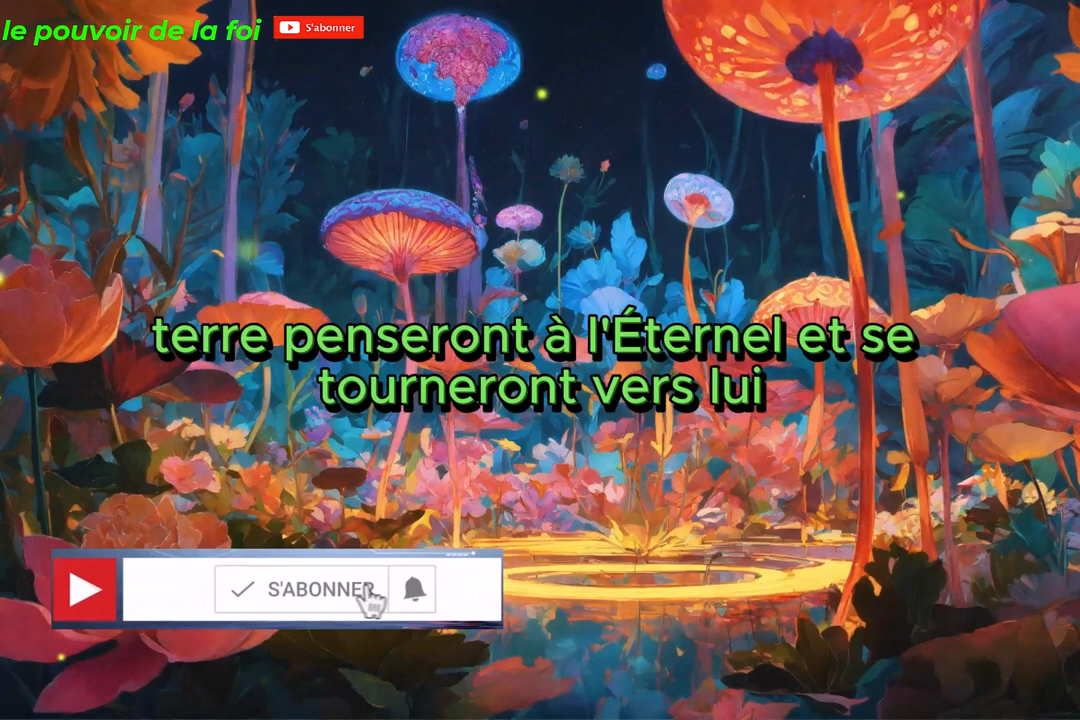 le pouvoir de la foi
S'abonner
terre penseront à l'Éternel et se
tourneront vers lui
S'ABONNER